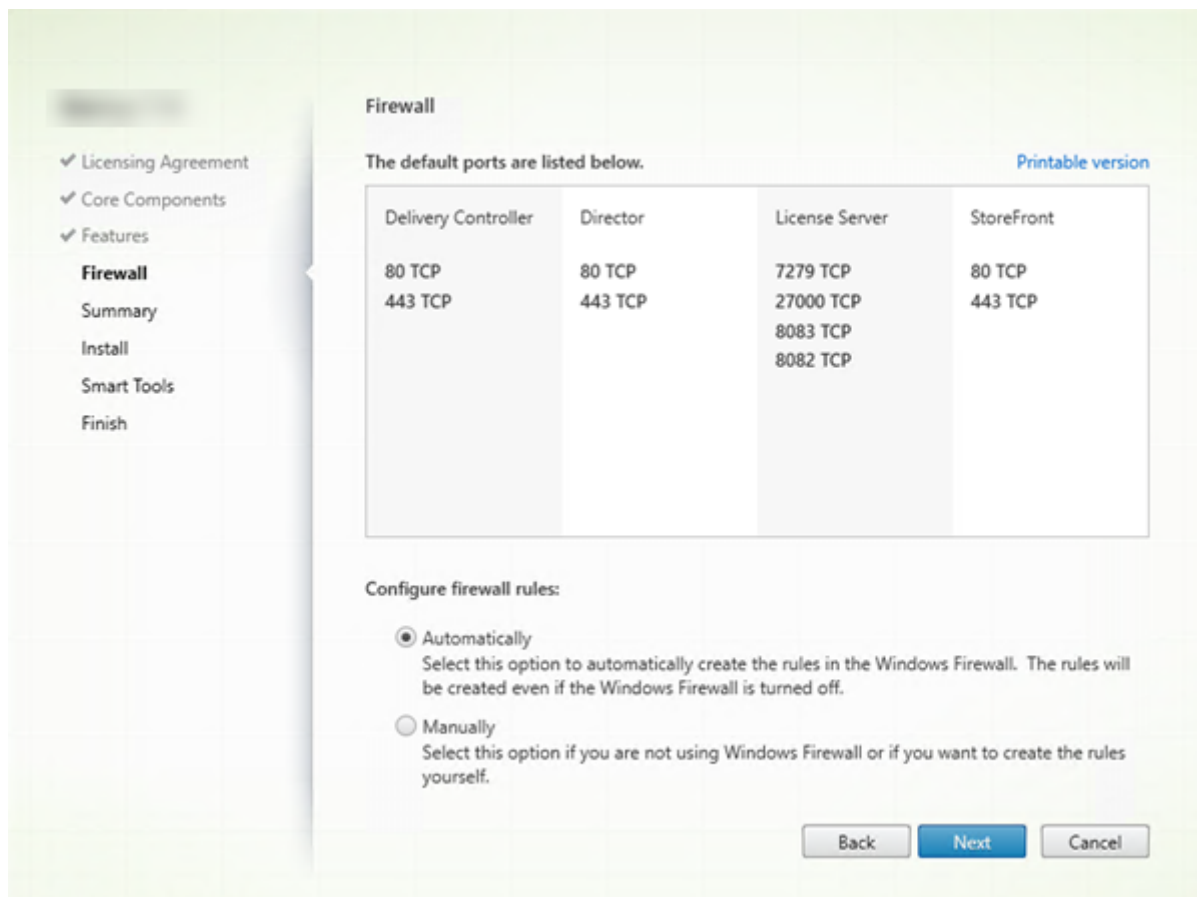 Licensing Agreement
Core Components
Features
Firewall
Summary
Install
Smart Tools
Finish
Firewall
The default ports are listed below.
Printable version
Delivery Controller
80 TCP
443 TCP
Director
80 TCP
443 TCP
License Server
7279 TCP
27000 TCP
8083 TCP
8082 TCP
StoreFront
80 TCP
443 TCP
Configure firewall rules:
Automatically
Select this option to automatically create the rules in the Windows Firewall. The rules will
be created even if the Windows Firewall is turned off.
Manually
Select this option if you are not using Windows Firewall or if you want to create the rules
yourself.
Back
Next
Cancel